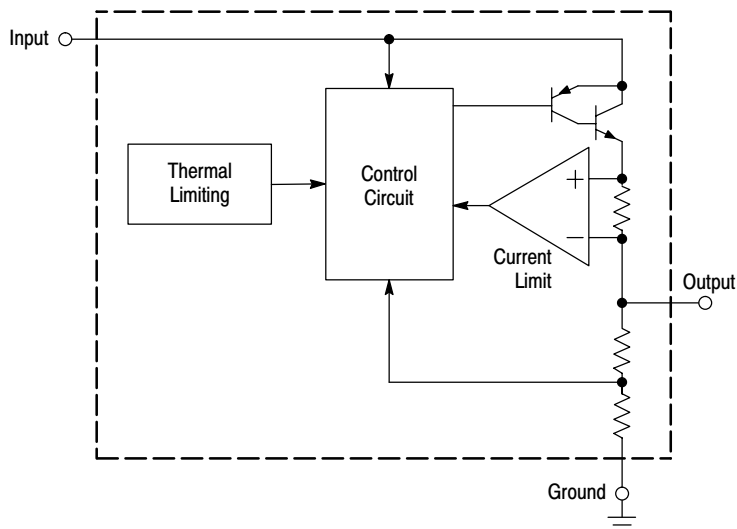 Input
Thermal
Limiting
Control
Circuit
+
−
Current
Limit
Output
Ground